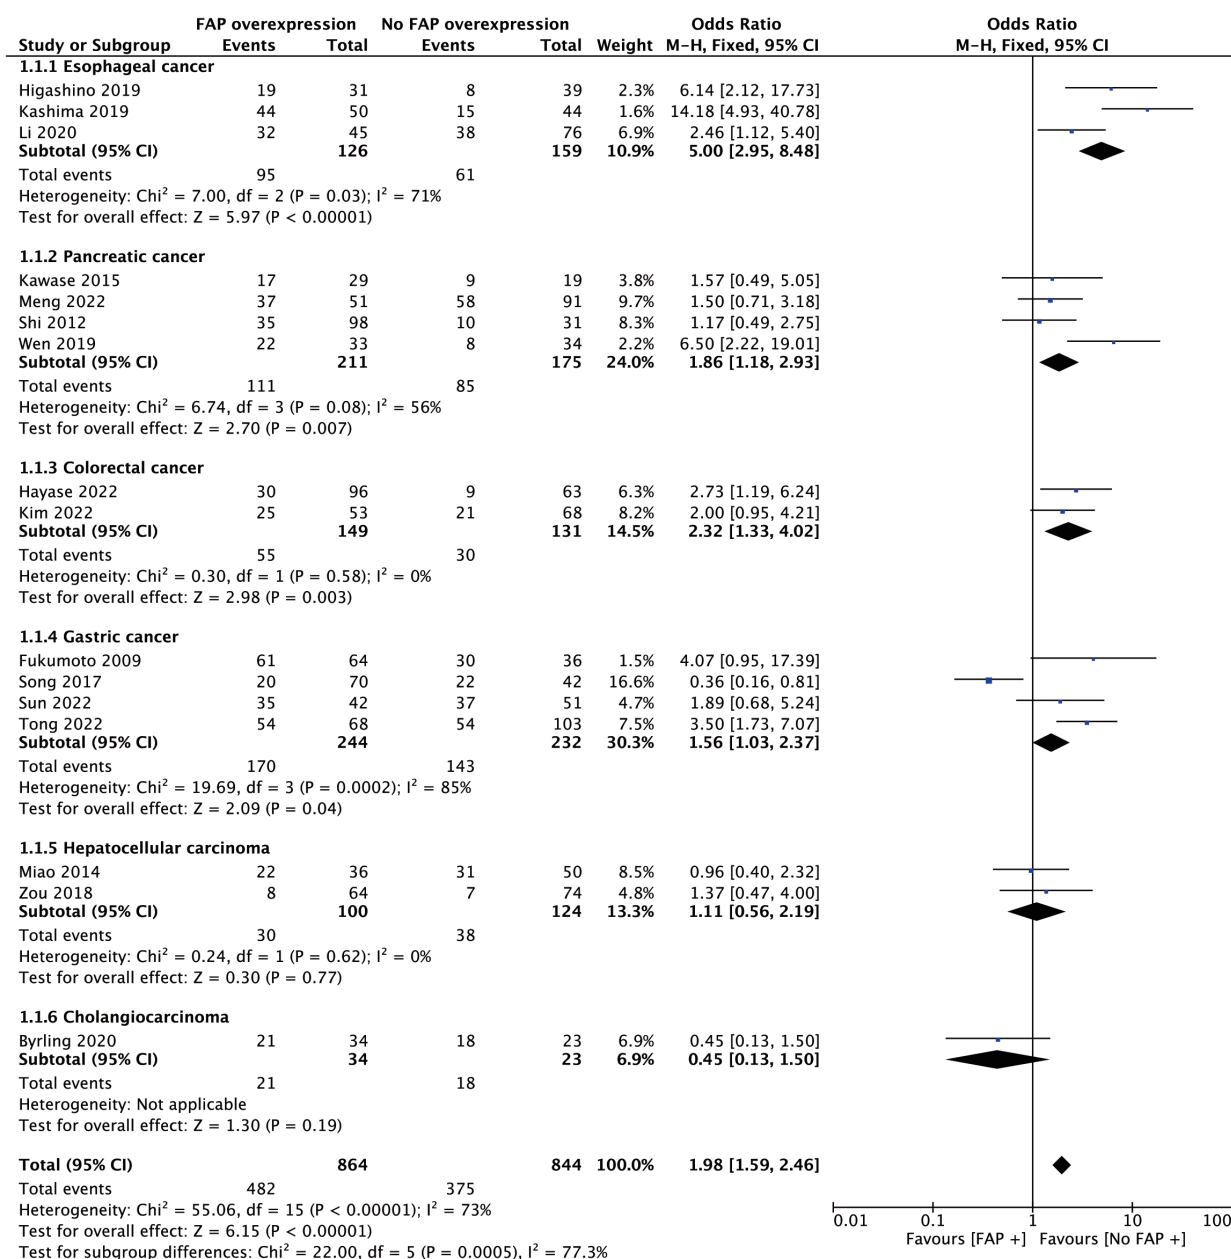 FAP overexpression No FAP overexpression Odds Ratio Odds Ratio
Study or Subgroup Events Total Events Total Weight M-H, Fixed, 95% CI M-H, Fixed, 95% CI
1.1.1 Esophageal cancer
Higashino 2019 19 31 8 39 2.3% 6.14 [2.12, 17.73]
Kashima 2019 44 50 15 44 1.6% 14.18 [4.93, 40.78]
Li 2020 32 45 38 76 6.9% 2.46 [1.12, 5.40]
Subtotal (95% CI) 126 159 10.9% 5.00 [2.95, 8.48]
Total events 95 61
Heterogeneity: Chi² = 7.00, df = 2 (P = 0.03); I² = 71%
Test for overall effect: Z = 5.97 (P < 0.00001)
1.1.2 Pancreatic cancer
Kawase 2015 17 29 9 19 3.8% 1.57 [0.49, 5.05]
Meng 2022 37 51 58 91 9.7% 1.50 [0.71, 3.18]
Shi 2012 35 98 10 31 8.3% 1.17 [0.49, 2.75]
Wen 2019 22 33 8 34 2.2% 6.50 [2.22, 19.01]
Subtotal (95% CI) 211 175 24.0% 1.86 [1.18, 2.93]
Total events 111 85
Heterogeneity: Chi² = 6.74, df = 3 (P = 0.08); I² = 56%
Test for overall effect: Z = 2.70 (P = 0.007)
1.1.3 Colorectal cancer
Hayase 2022 30 96 9 63 6.3% 2.73 [1.19, 6.24]
Kim 2022 25 53 21 68 8.2% 2.00 [0.95, 4.21]
Subtotal (95% CI) 149 131 14.5% 2.32 [1.33, 4.02]
Total events 55 30
Heterogeneity: Chi² = 0.30, df = 1 (P = 0.58); I² = 0%
Test for overall effect: Z = 2.98 (P = 0.003)
1.1.4 Gastric cancer
Fukumoto 2009 61 64 30 36 1.5% 4.07 [0.95, 17.39]
Song 2017 20 70 22 42 16.6% 0.36 [0.16, 0.81]
Sun 2022 35 42 37 51 4.7% 1.89 [0.68, 5.24]
Tong 2022 54 68 54 103 7.5% 3.50 [1.73, 7.07]
Subtotal (95% CI) 244 232 30.3% 1.56 [1.03, 2.37]
Total events 170 143
Heterogeneity: Chi² = 19.69, df = 3 (P = 0.0002); I² = 85%
Test for overall effect: Z = 2.09 (P = 0.04)
1.1.5 Hepatocellular carcinoma
Miao 2014 22 36 31 50 8.5% 0.96 [0.40, 2.32]
Zou 2018 8 64 7 74 4.8% 1.37 [0.47, 4.00]
Subtotal (95% CI) 100 124 13.3% 1.11 [0.56, 2.19]
Total events 30 38
Heterogeneity: Chi² = 0.24, df = 1 (P = 0.62); I² = 0%
Test for overall effect: Z = 0.30 (P = 0.77)
1.1.6 Cholangiocarcinoma
Byrling 2020 21 34 18 23 6.9% 0.45 [0.13, 1.50]
Subtotal (95% CI) 34 23 6.9% 0.45 [0.13, 1.50]
Total events 21 18
Heterogeneity: Not applicable
Test for overall effect: Z = 1.30 (P = 0.19)
Total (95% CI) 864 844 100.0% 1.98 [1.59, 2.46]
Total events 482 375
Heterogeneity: Chi² = 55.06, df = 15 (P < 0.00001); I² = 73%
Test for overall effect: Z = 6.15 (P < 0.00001)
Test for subgroup differences: Chi² = 22.00, df = 5 (P = 0.0005), I² = 77.3%
0.01 0.1 1 10 100
Favours [FAP +] Favours [No FAP +]